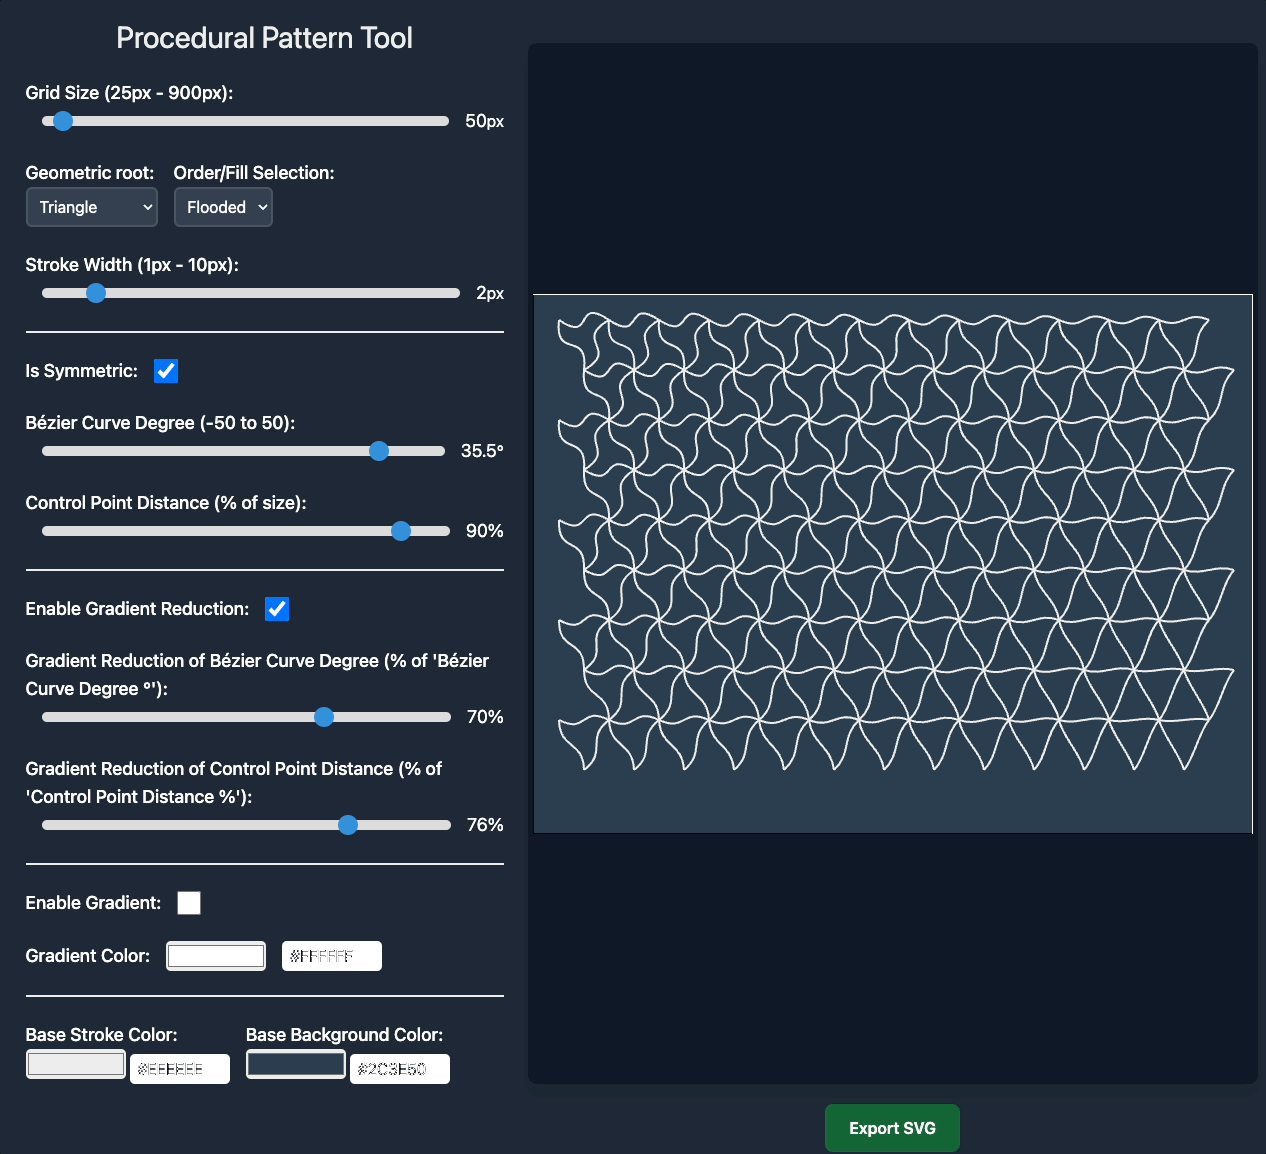 Procedural Pattern Tool
Grid Size (25px - 900px):
50px
Geometric root: Order/Fill Selection:
Triangle Flooded
Stroke Width (1px - 10px):
2px
Is Symmetric:
Bézier Curve Degree (-50 to 50):
35.5°
Control Point Distance (% of size):
90%
Enable Gradient Reduction:
Gradient Reduction of Bézier Curve Degree (% of 'Bézier
Curve Degree °'):
70%
Gradient Reduction of Control Point Distance (% of
'Control Point Distance %'):
76%
Enable Gradient:
Gradient Color: #FFFFFF
Base Stroke Color: Base Background Color:
#EEEEEE #2C3E50
Export SVG